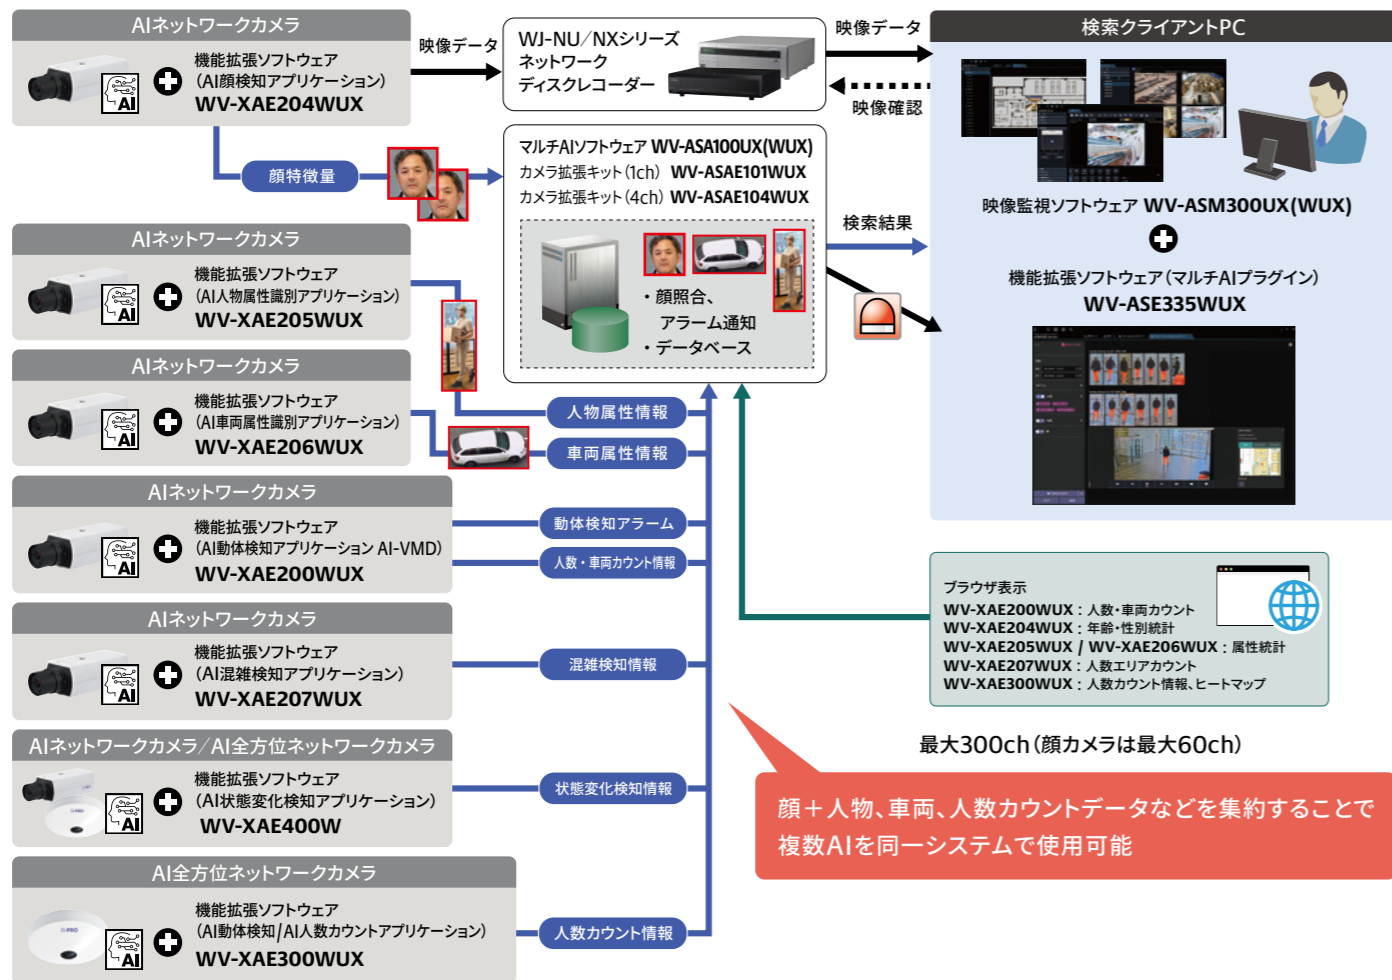 AIネットワークカメラ
機能拡張ソフトウェア
(AI顔検知アプリケーション)
WV-XAE204WUX
AI
映像データ
WJ-NU/NXシリーズ
ネットワーク
ディスクレコーダー
映像データ
映像確認
検索クライアントPC
顔特徴量
マルチAIソフトウェア WV-ASA100UX(WUX)
カメラ拡張キット(1ch) WV-ASAE101WUX
カメラ拡張キット(4ch) WV-ASAE104WUX
・顔照合、
アラーム通知
・データベース
検索結果
映像監視ソフトウェア WV-ASM300UX(WUX)
機能拡張ソフトウェア(マルチAIプラグイン)
WV-ASE335WUX
AIネットワークカメラ
機能拡張ソフトウェア
(AI人物属性識別アプリケーション)
WV-XAE205WUX
AI
AIネットワークカメラ
機能拡張ソフトウェア
(AI車両属性識別アプリケーション)
WV-XAE206WUX
AI
人物属性情報
車両属性情報
AIネットワークカメラ
機能拡張ソフトウェア
(AI動体検知アプリケーション AI-VMD)
WV-XAE200WUX
AI
動体検知アラーム
人数・車両カウント情報
AIネットワークカメラ
機能拡張ソフトウェア
(AI混雑検知アプリケーション)
WV-XAE207WUX
AI
混雑検知情報
AIネットワークカメラ/AI全方位ネットワークカメラ
機能拡張ソフトウェア
(AI状態変化検知アプリケーション)
WV-XAE400W
AI
状態変化検知情報
AI全方位ネットワークカメラ
機能拡張ソフトウェア
(AI動体検知/AI人数カウントアプリケーション)
WV-XAE300WUX
i-PRO
AI
人数カウント情報
ブラウザ表示
WV-XAE200WUX : 人数・車両カウント
WV-XAE204WUX : 年齢・性別統計
WV-XAE205WUX / WV-XAE206WUX : 属性統計
WV-XAE207WUX : 人数エリアカウント
WV-XAE300WUX : 人数カウント情報、ヒートマップ
最大300ch(顔カメラは最大60ch)
顔+人物、車両、人数カウントデータなどを集約することで
複数AIを同一システムで使用可能